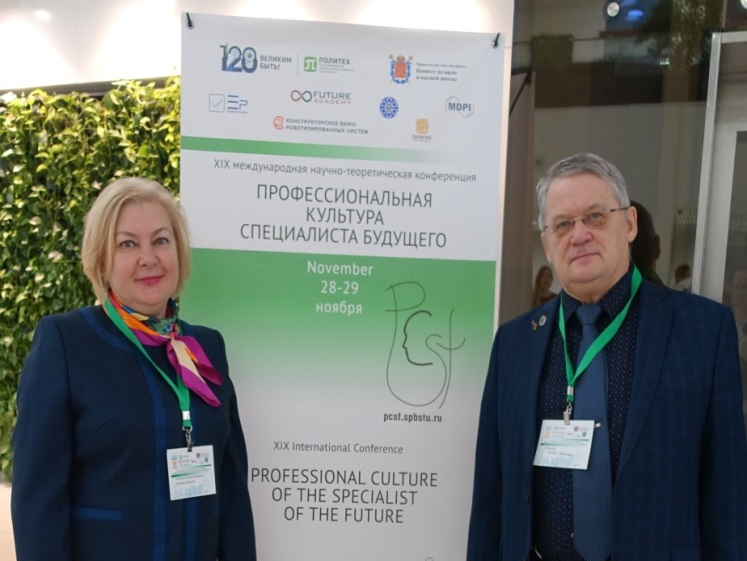 120 ВЕЛИКИМ
БЫТЬ!
ПОЛИТЕХ
Комитет по науке
и высшей школе
FUTURE
ACADEMY
MDPI
КОНСТРУКТОРСКОЕ БЮРО
РОБОТИЗИРОВАННЫХ СИСТЕМ
ПОЛИТЕХ
XIX международная научно-теоретическая конференция
ПРОФЕССИОНАЛЬНАЯ
КУЛЬТУРА
СПЕЦИАЛИСТА БУДУЩЕГО
November
28-29
ноября
PCSF
pcsf.spbstu.ru
XIX International Conference
PROFESSIONAL CULTURE
OF THE SPECIALIST
OF THE FUTURE